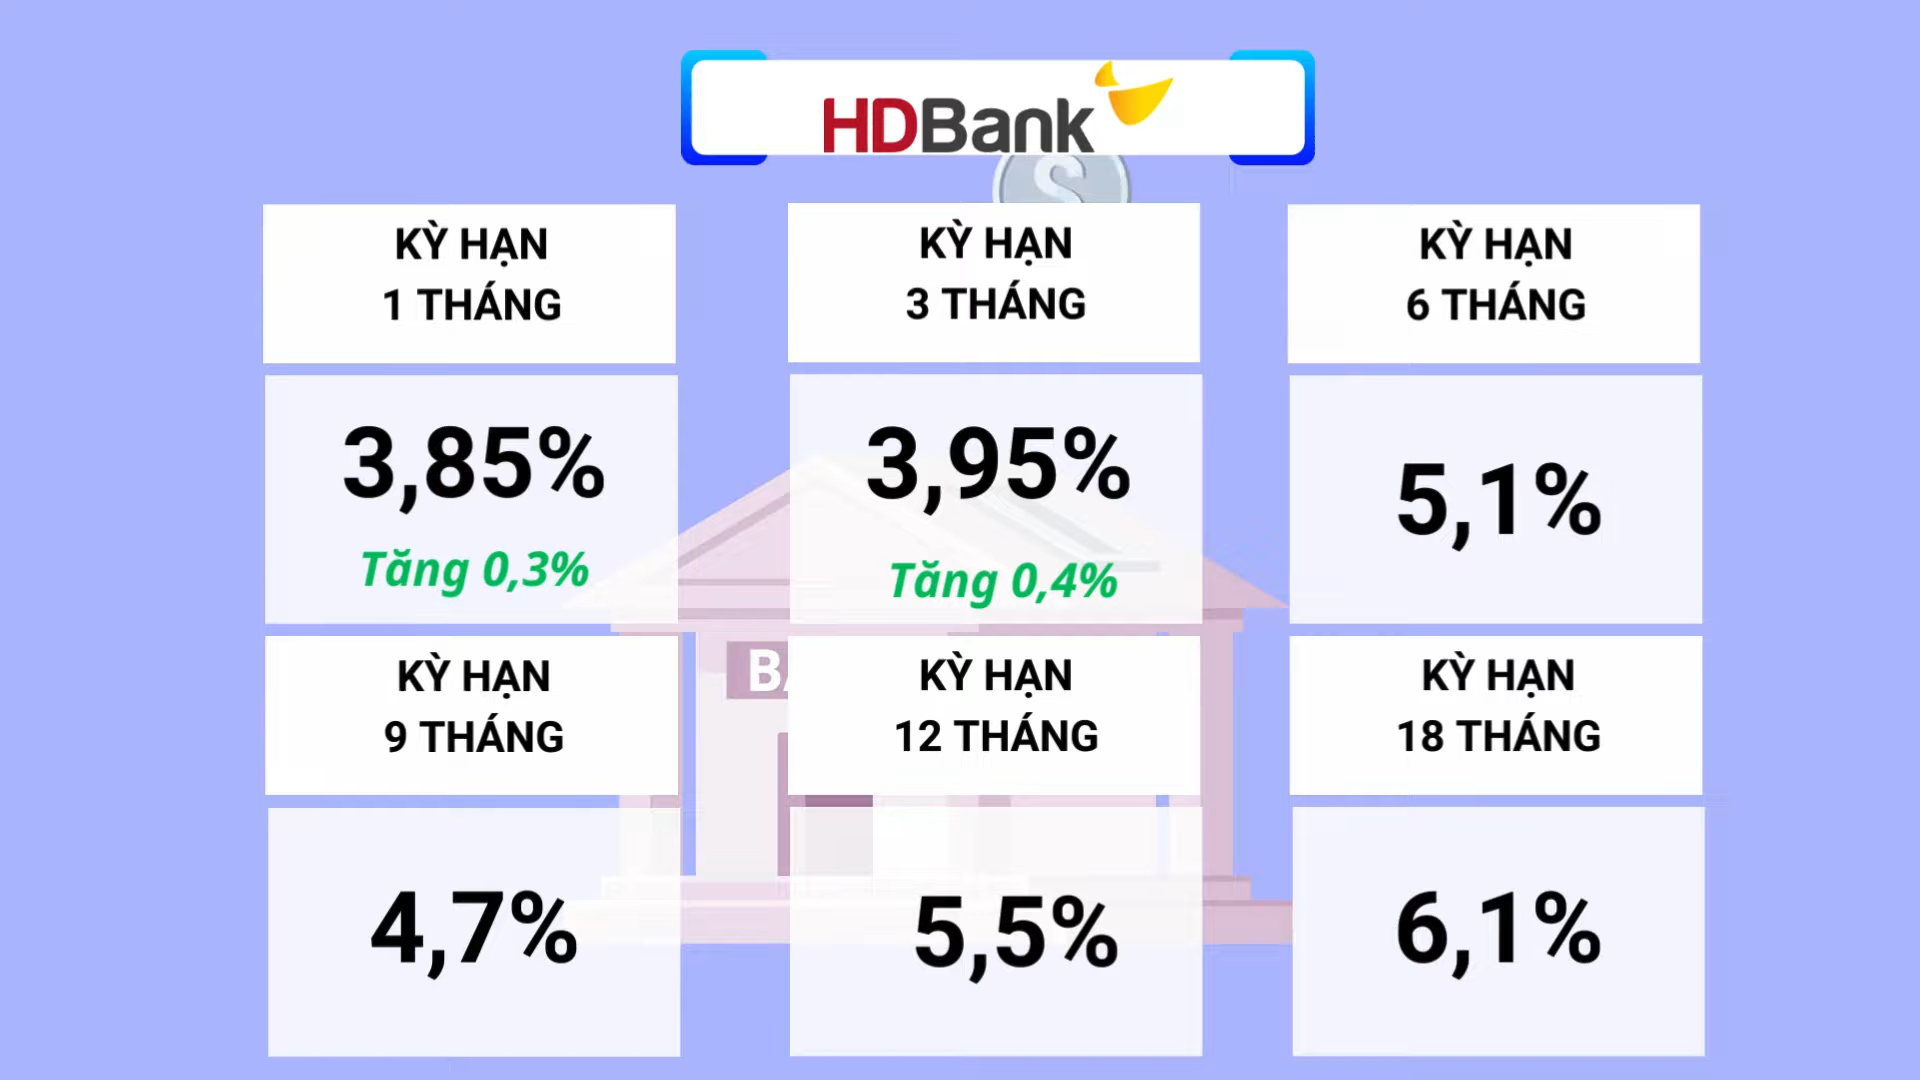 HDBank
KỲ HẠN
1 THÁNG
KỲ HẠN
3 THÁNG
KỲ HẠN
6 THÁNG
3,85%
Tăng 0,3%
3,95%
Tăng 0,4%
5,1%
KỲ HẠN
9 THÁNG
KỲ HẠN
12 THÁNG
KỲ HẠN
18 THÁNG
4,7%
5,5%
6,1%